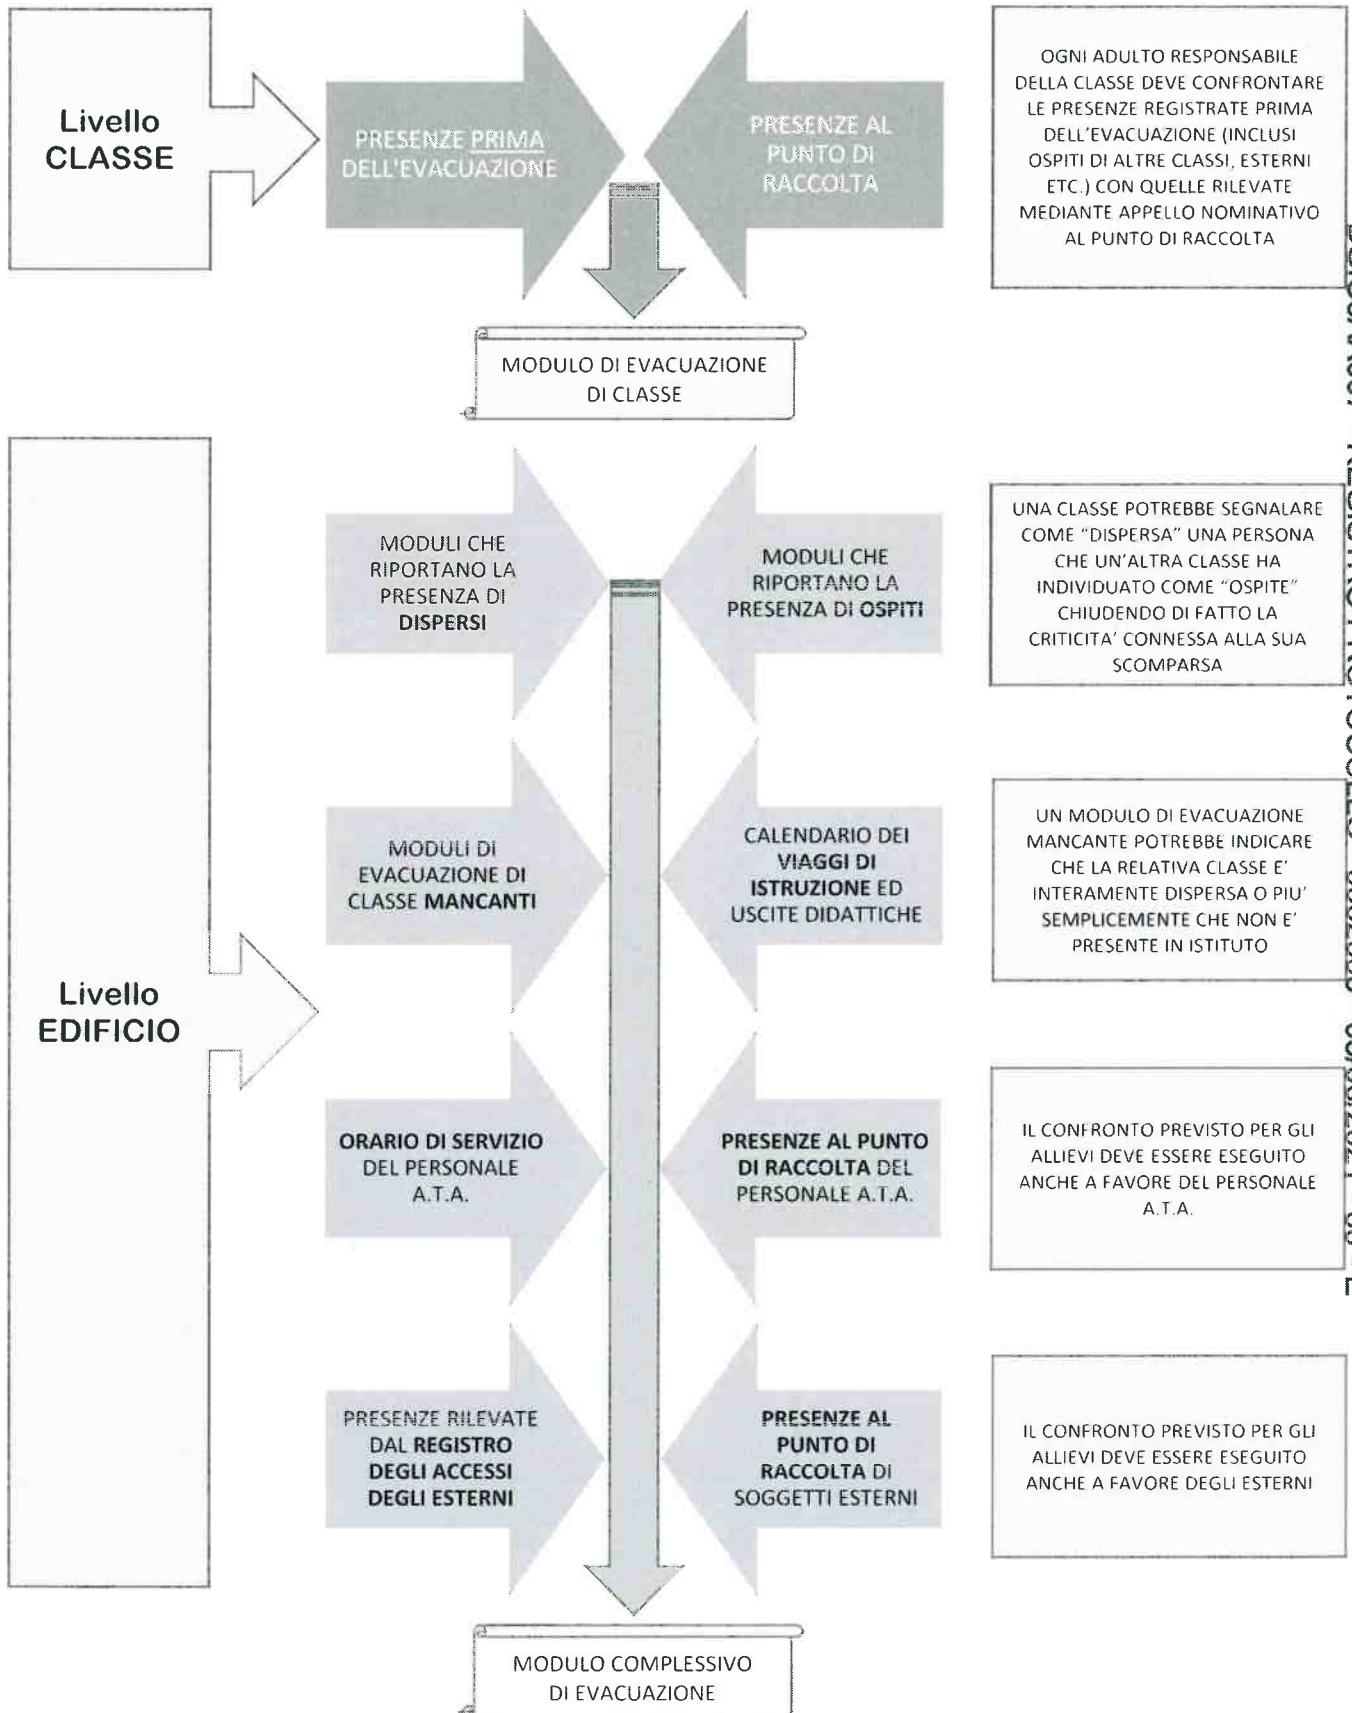 Livello
CLASSE
PRESENZE PRIMA
DELL'EVACUAZIONE
PRESENZE AL
PUNTO DI
RACCOLTA
OGNI ADULTO RESPONSABILE
DELLA CLASSE DEVE CONFRONTARE
LE PRESENZE REGISTRATE PRIMA
DELL'EVACUAZIONE (INCLUSI
OSPITI DI ALTRE CLASSI, ESTERNI
ETC.) CON QUELLE RILEVATE
MEDIANTE APPELLO NOMINATIVO
AL PUNTO DI RACCOLTA
MODULO DI EVACUAZIONE
DI CLASSE
Livello
EDIFICIO
MODULI CHE
RIPORTANO LA
PRESENZA DI
DISPERSI
MODULI CHE
RIPORTANO LA
PRESENZA DI OSPITI
UNA CLASSE POTREBBE SEGNALARE
COME “DISPERSA” UNA PERSONA
CHE UN'ALTRA CLASSE HA
INDIVIDUATO COME “OSPITE”
CHIUDENDO DI FATTO LA
CRITICITA' CONNESSA ALLA SUA
SCOMPARSA
MODULI DI
EVACUAZIONE DI
CLASSE MANCANTI
CALENDARIO DEI
VIAGGI DI
ISTRUZIONE ED
USCITE DIDATTICHE
UN MODULO DI EVACUAZIONE
MANCANTE POTREBBE INDICARE
CHE LA RELATIVA CLASSE E'
INTERAMENTE DISPERSA O PIU'
SEMPLICEMENTE CHE NON E'
PRESENTE IN ISTITUTO
ORARIO DI SERVIZIO
DEL PERSONALE
A.T.A.
PRESENZE AL PUNTO
DI RACCOLTA DEL
PERSONALE A.T.A.
IL CONFRONTO PREVISTO PER GLI
ALLIEVI DEVE ESSERE ESEGUITO
ANCHE A FAVORE DEL PERSONALE
A.T.A.
PRESENZE RILEVATE
DAL REGISTRO
DEGLI ACCESSI
DEGLI ESTERNI
PRESENZE AL
PUNTO DI
RACCOLTA DI
SOGGETTI ESTERNI
IL CONFRONTO PREVISTO PER GLI
ALLIEVI DEVE ESSERE ESEGUITO
ANCHE A FAVORE DEGLI ESTERNI
MODULO COMPLESSIVO
DI EVACUAZIONE